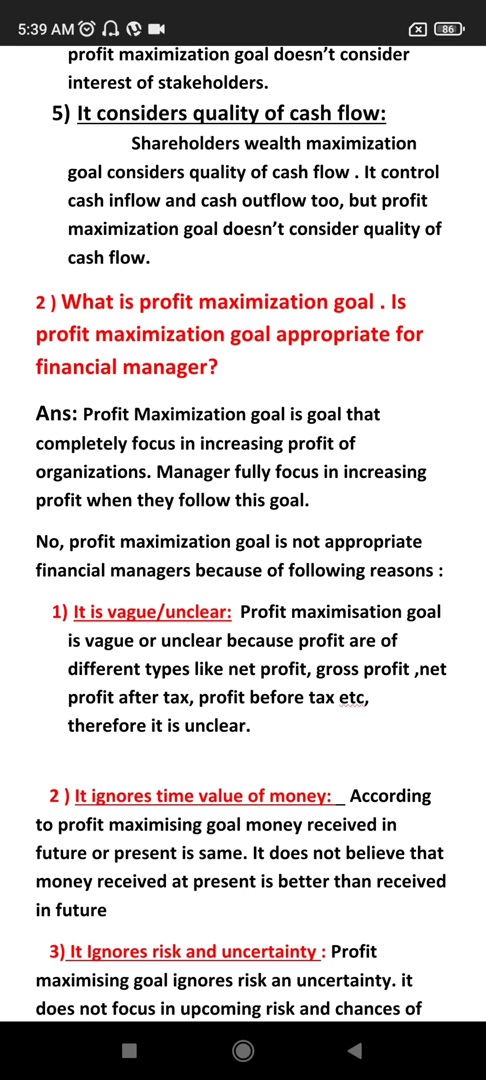 5:39 AM
86
profit maximization goal doesn’t consider
interest of stakeholders.
5) It considers quality of cash flow:
Shareholders wealth maximization
goal considers quality of cash flow . It control
cash inflow and cash outflow too, but profit
maximization goal doesn’t consider quality of
cash flow.
2 ) What is profit maximization goal . Is
profit maximization goal appropriate for
financial manager?
Ans: Profit Maximization goal is goal that
completely focus in increasing profit of
organizations. Manager fully focus in increasing
profit when they follow this goal.
No, profit maximization goal is not appropriate
financial managers because of following reasons :
1) It is vague/unclear: Profit maximisation goal
is vague or unclear because profit are of
different types like net profit, gross profit ,net
profit after tax, profit before tax etc,
therefore it is unclear.
2 ) It ignores time value of money:_ According
to profit maximising goal money received in
future or present is same. It does not believe that
money received at present is better than received
in future
3) It Ignores risk and uncertainty : Profit
maximising goal ignores risk an uncertainty. it
does not focus in upcoming risk and chances of